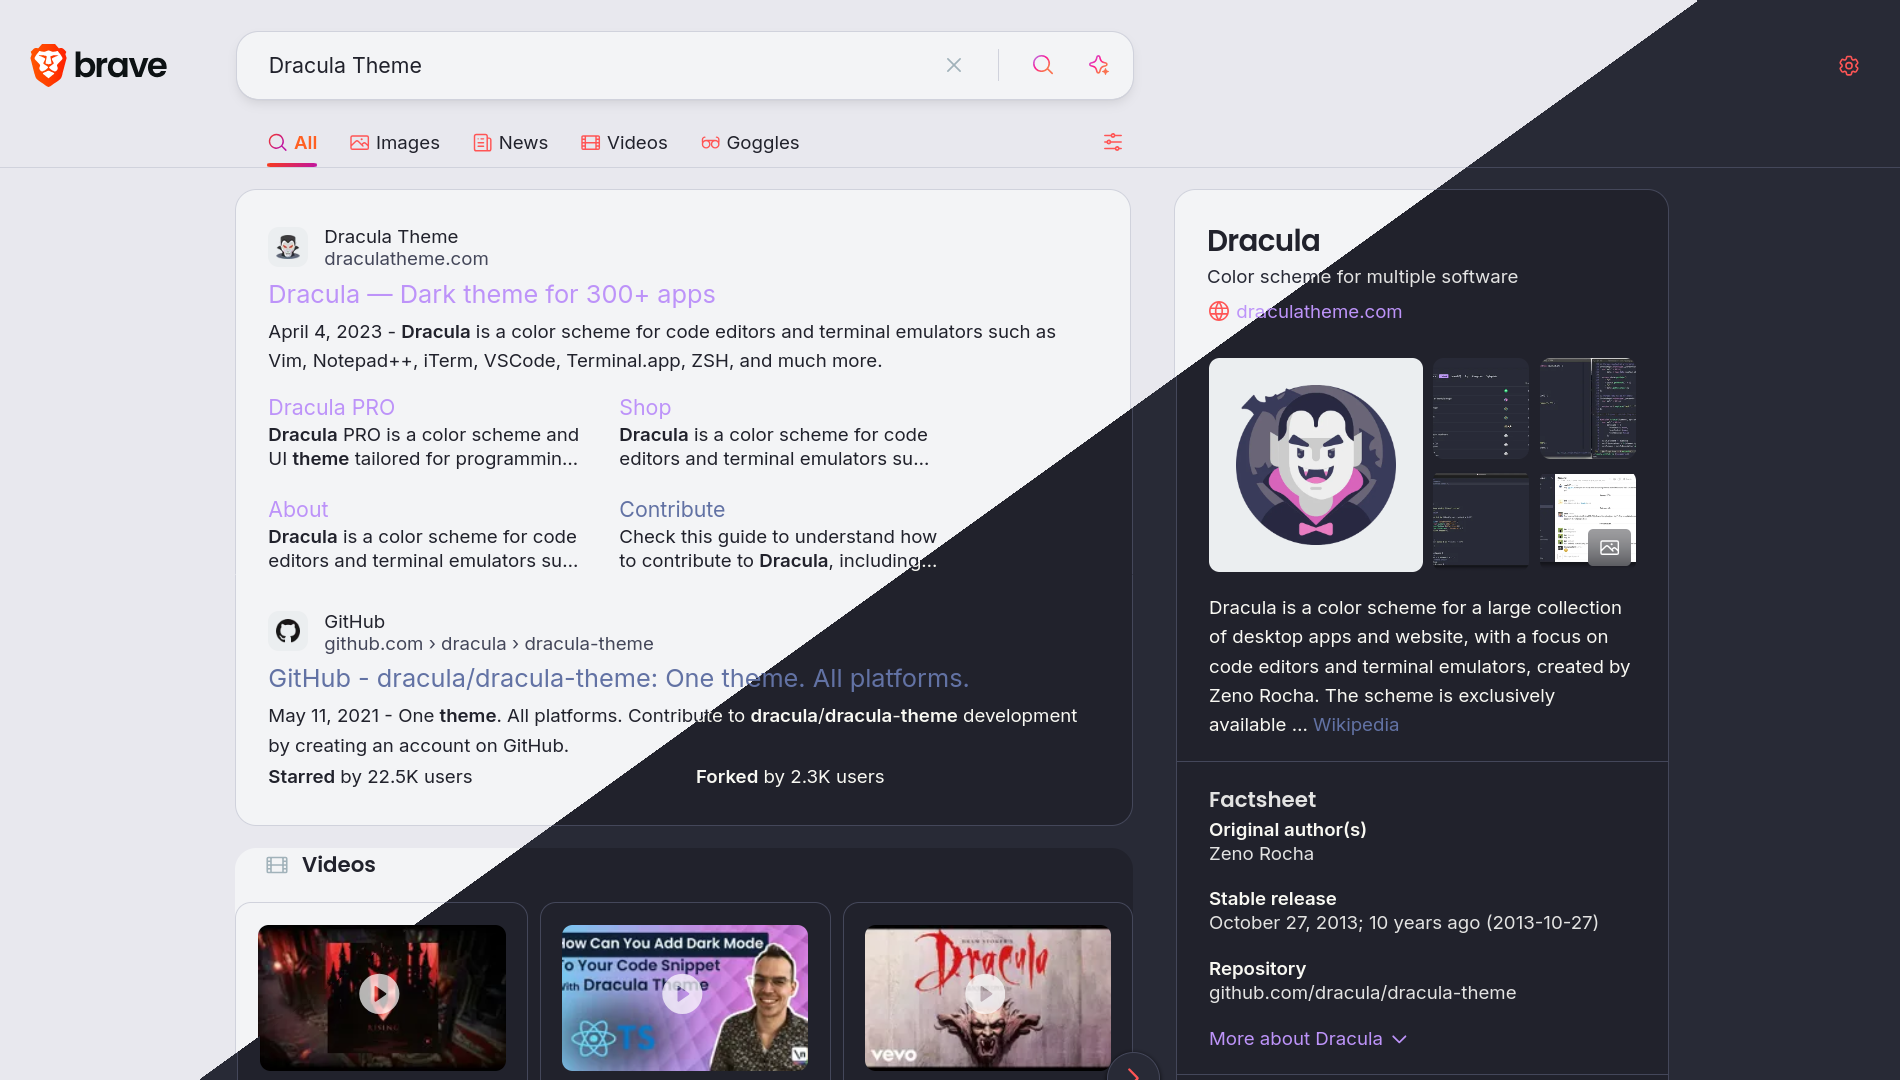 brave
Dracula Theme
All
Images
News
Videos
Goggles
Dracula Theme
draculatheme.com
Dracula — Dark theme for 300+ apps
April 4, 2023 - Dracula is a color scheme for code editors and terminal emulators such as
Vim, Notepad++, iTerm, VSCode, Terminal.app, ZSH, and much more.
Dracula PRO
Dracula PRO is a color scheme and
UI theme tailored for programmin...
Shop
Dracula is a color scheme for code
editors and terminal emulators su...
About
Dracula is a color scheme for code
editors and terminal emulators su...
Contribute
Check this guide to understand how
to contribute to Dracula, including...
GitHub
github.com › dracula › dracula-theme
GitHub - dracula/dracula-theme: One theme. All platforms.
May 11, 2021 - One theme. All platforms. Contribute to dracula/dracula-theme development
by creating an account on GitHub.
Starred by 22.5K users
Forked by 2.3K users
Videos
RISING
How Can You Add Dark Mode
To Your Code Snippet
With Dracula Theme
TS
\n
BRAM STOKER'S
Dracula
vevo
Dracula
Color scheme for multiple software
draculatheme.com
Dracula is a color scheme for a large collection
of desktop apps and website, with a focus on
code editors and terminal emulators, created by
Zeno Rocha. The scheme is exclusively
available ... Wikipedia
Factsheet
Original author(s)
Zeno Rocha
Stable release
October 27, 2013; 10 years ago (2013-10-27)
Repository
github.com/dracula/dracula-theme
More about Dracula